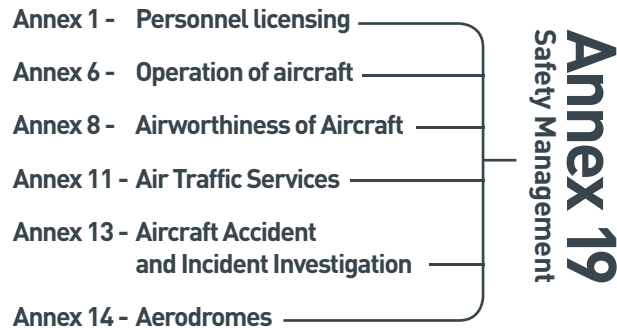 Annex 1 - Personnel licensing
Annex 6 - Operation of aircraft
Annex 8 - Airworthiness of Aircraft
Annex 11 - Air Traffic Services
Annex 13 - Aircraft Accident
and Incident Investigation
Annex 14 - Aerodromes
Annex 19
Safety Management